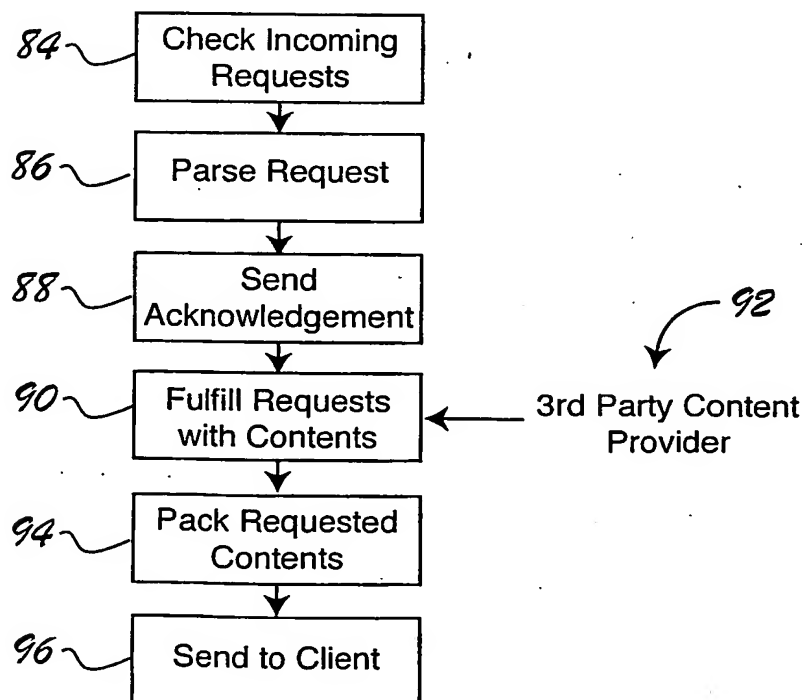 84
Check Incoming
Requests
86
Parse Request
88
Send
Acknowledgement
92
90
Fulfill Requests
with Contents
3rd Party Content
Provider
94
Pack Requested
Contents
96
Send to Client